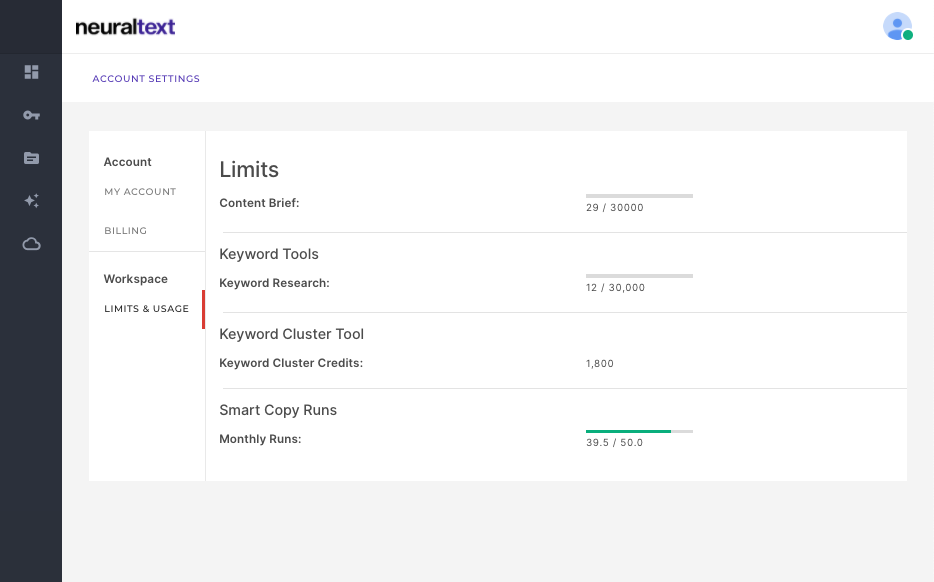 neuraltext
ACCOUNT SETTINGS
Account
MY ACCOUNT
BILLING
Workspace
LIMITS & USAGE
Limits
Content Brief:
29 / 30000
Keyword Tools
Keyword Research:
12 / 30,000
Keyword Cluster Tool
Keyword Cluster Credits:
1,800
Smart Copy Runs
Monthly Runs:
39.5 / 50.0